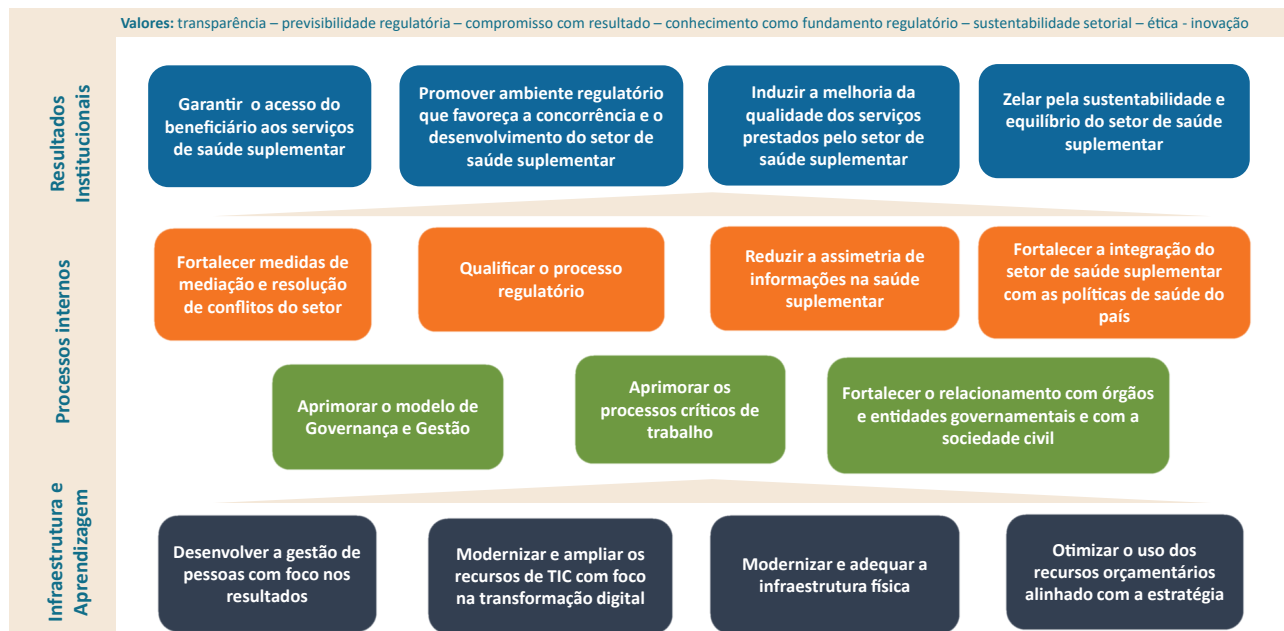 Valores: transparência – previsibilidade regulatória – compromisso com resultado – conhecimento como fundamento regulatório – sustentabilidade setorial – ética - inovação
Resultados
Institucionais
Garantir o acesso do
beneficiário aos serviços
de saúde suplementar
Promover ambiente regulatório
que favoreça a concorrência e o
desenvolvimento do setor de
saúde suplementar
Induzir a melhoria da
qualidade dos serviços
prestados pelo setor de
saúde suplementar
Zelar pela sustentabilidade e
equilíbrio do setor de saúde
suplementar
Processos internos
Fortalecer medidas de
mediação e resolução
de conflitos do setor
Qualificar o processo
regulatório
Reduzir a assimetria de
informações na saúde
suplementar
Fortalecer a integração do
setor de saúde suplementar
com as políticas de saúde do
país
Aprimorar o modelo de
Governança e Gestão
Aprimorar os
processos críticos de
trabalho
Fortalecer o relacionamento com órgãos
e entidades governamentais e com a
sociedade civil
Infraestrutura e
Aprendizagem
Desenvolver a gestão de
pessoas com foco nos
resultados
Modernizar e ampliar os
recursos de TIC com foco
na transformação digital
Modernizar e adequar a
infraestrutura física
Otimizar o uso dos
recursos orçamentários
alinhado com a estratégia